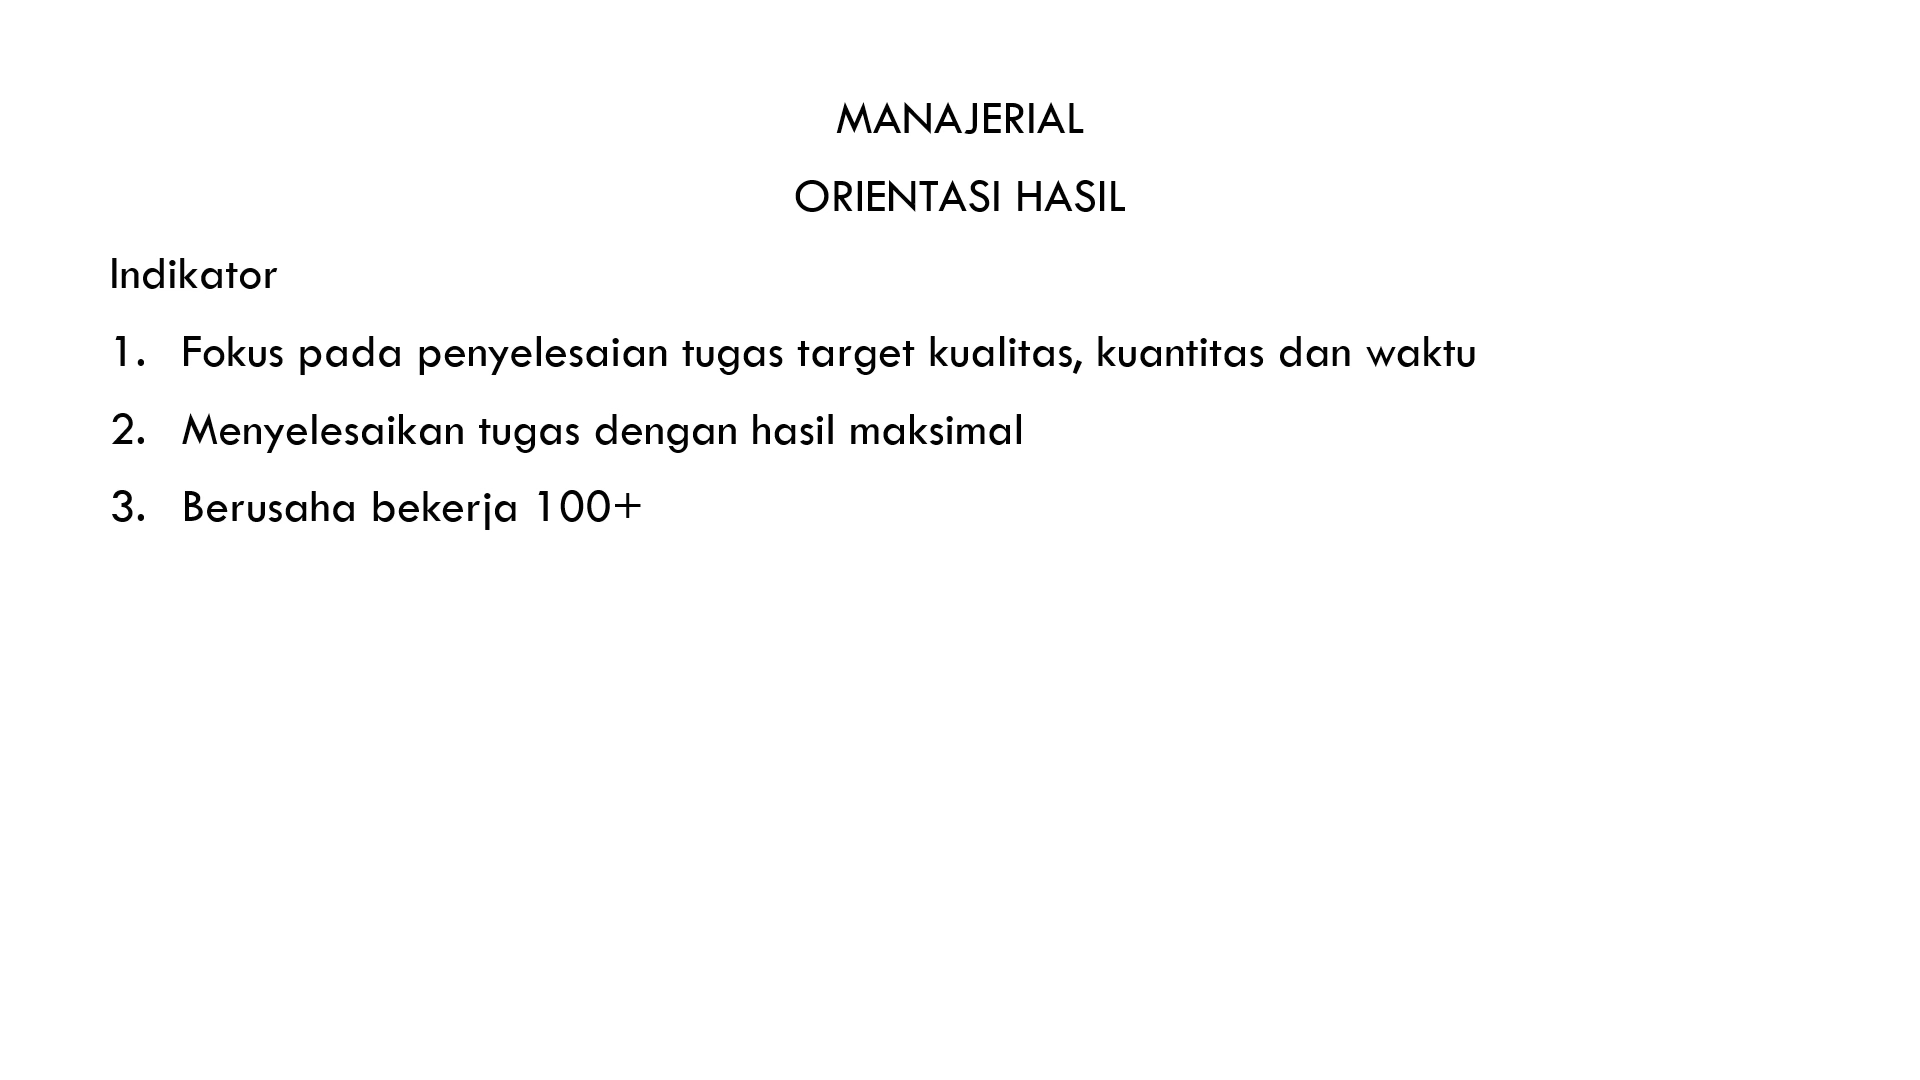 MANAJERIAL
ORIENTASI HASIL
Indikator
1. Fokus pada penyelesaian tugas target kualitas, kuantitas dan waktu
2. Menyelesaikan tugas dengan hasil maksimal
3. Berusaha bekerja 100+